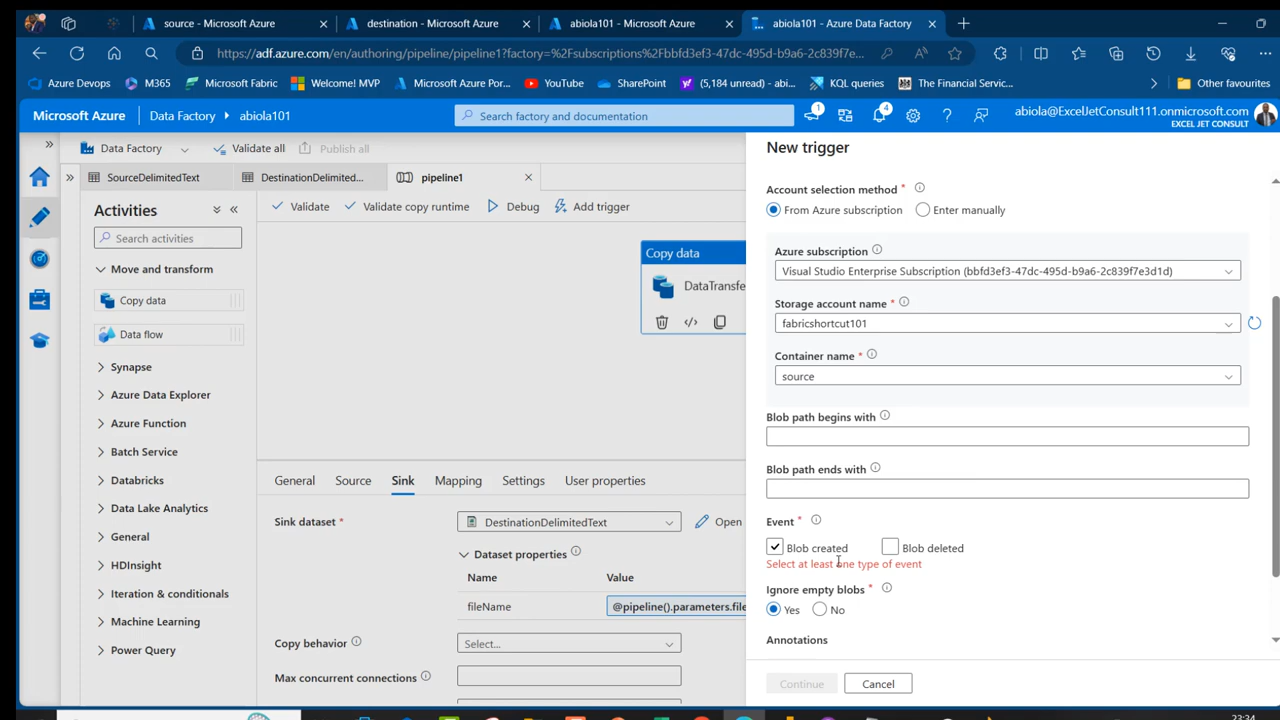 source - Microsoft Azure
destination - Microsoft Azure
abiola101 - Microsoft Azure
abiola101 - Azure Data Factory
https://adf.azure.com/en/authoring/pipeline/pipeline1?factory=%2Fsubscriptions%2Fbbfd3ef3-47dc-495d-b9a6-2c839f7e...
Azure Devops
M365
Microsoft Fabric
Welcome! MVP
Microsoft Azure Por...
YouTube
SharePoint
(5,184 unread) - abi...
KQL queries
The Financial Servic...
Other favourites
Microsoft Azure
Data Factory
abiola101
Search factory and documentation
1
4
abiola@ExcelJetConsult111.onmicrosoft.com
EXCEL JET CONSULT
Data Factory
Validate all
Publish all
SourceDelimitedText
DestinationDelimited...
pipeline1
Activities
Search activities
Move and transform
Copy data
Data flow
Synapse
Azure Data Explorer
Azure Function
Batch Service
Databricks
Data Lake Analytics
General
HDInsight
Iteration & conditionals
Machine Learning
Power Query
Validate
Validate copy runtime
Debug
Add trigger
Copy data
DataTransfe
General
Source
Sink
Mapping
Settings
User properties
Sink dataset *
DestinationDelimitedText
Open
Dataset properties
Name
Value
fileName
@pipeline().parameters.file
Copy behavior
Select...
Max concurrent connections
New trigger
Account selection method *
From Azure subscription
Enter manually
Azure subscription
Visual Studio Enterprise Subscription (bbfd3ef3-47dc-495d-b9a6-2c839f7e3d1d)
Storage account name *
fabricshortcut101
Container name *
source
Blob path begins with
Blob path ends with
Event *
Blob created
Blob deleted
Select at least one type of event
Ignore empty blobs *
Yes
No
Annotations
Continue
Cancel
23:34